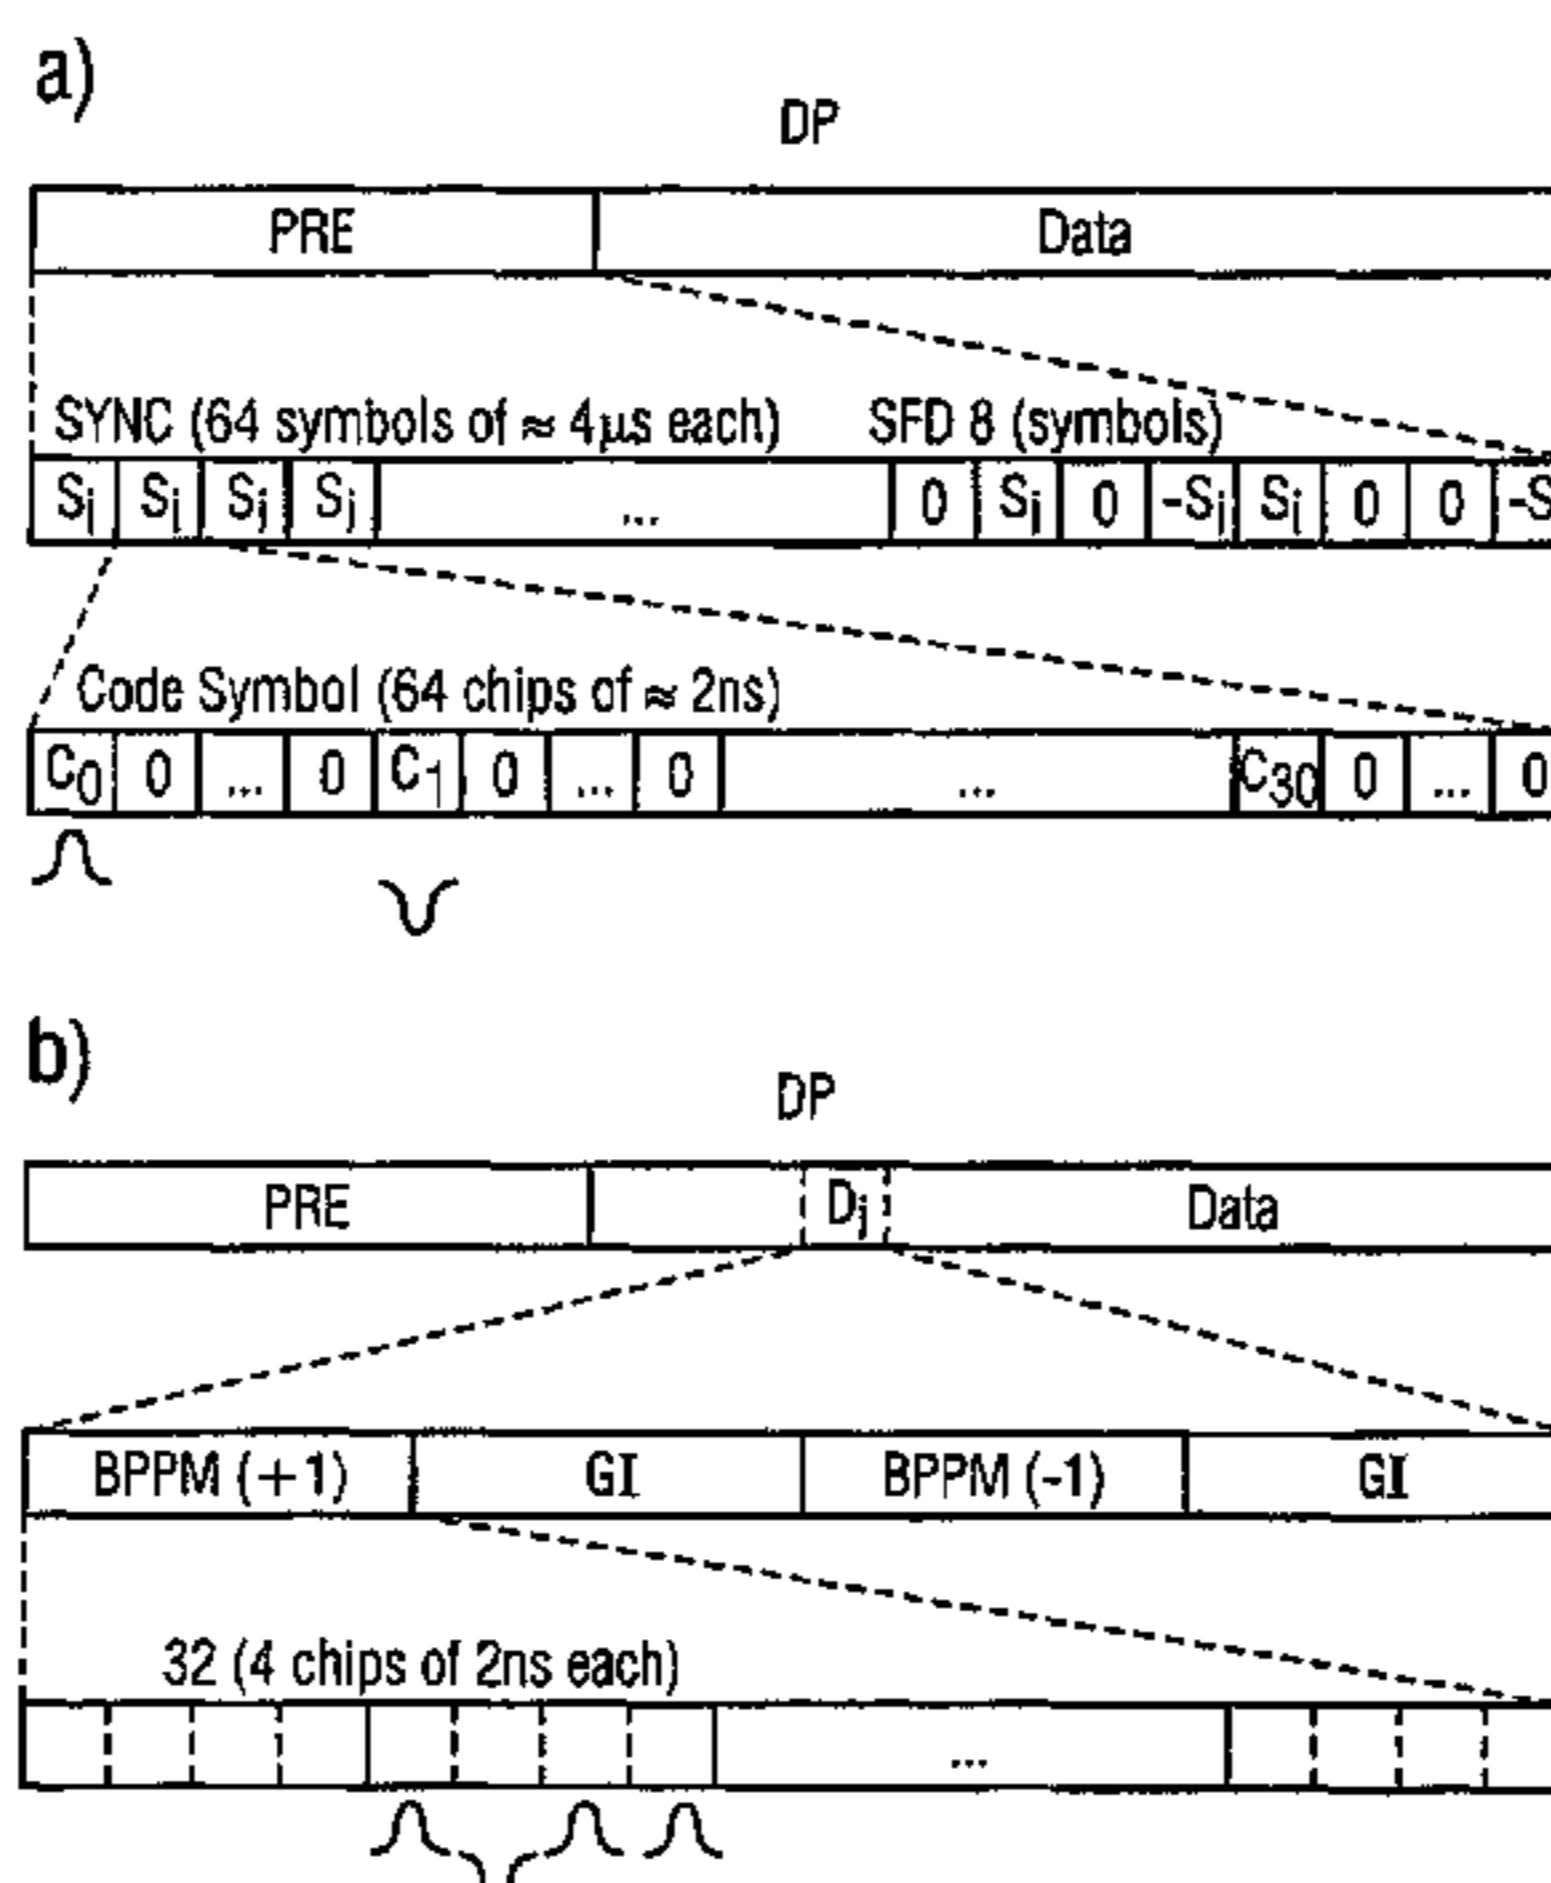 a)
DP
PRE Data
SYNC (64 symbols of ≈ 4μs each) SFD 8 (symbols)
Si Si Si Si ... 0 Si 0 -Si Si 0 0 -S
Code Symbol (64 chips of ≈ 2ns)
C0 0 ... 0 C1 0 ... 0 ... C30 0 ... 0
b)
DP
PRE Dj Data
BPPM (+1) GI BPPM (-1) GI
32 (4 chips of 2ns each)
...